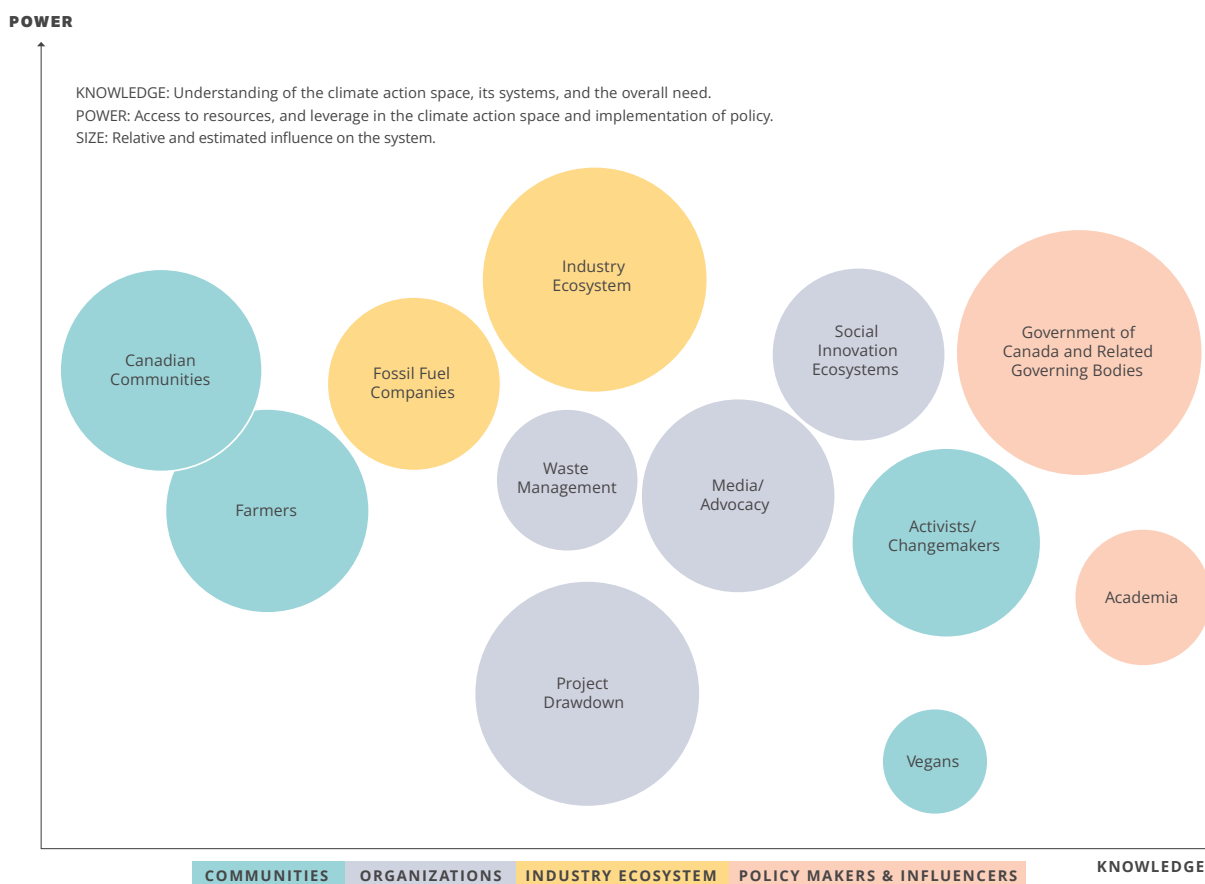 POWER
KNOWLEDGE: Understanding of the climate action space, its systems, and the overall need.
POWER: Access to resources, and leverage in the climate action space and implementation of policy.
SIZE: Relative and estimated influence on the system.
Industry
Ecosystem
Canadian
Communities
Fossil Fuel
Companies
Social
Innovation
Ecosystems
Government of
Canada and Related
Governing Bodies
Farmers
Waste
Management
Media/
Advocacy
Activists/
Changemakers
Academia
Project
Drawdown
Vegans
KNOWLEDGE
COMMUNITIES ORGANIZATIONS INDUSTRY ECOSYSTEM POLICY MAKERS & INFLUENCERS